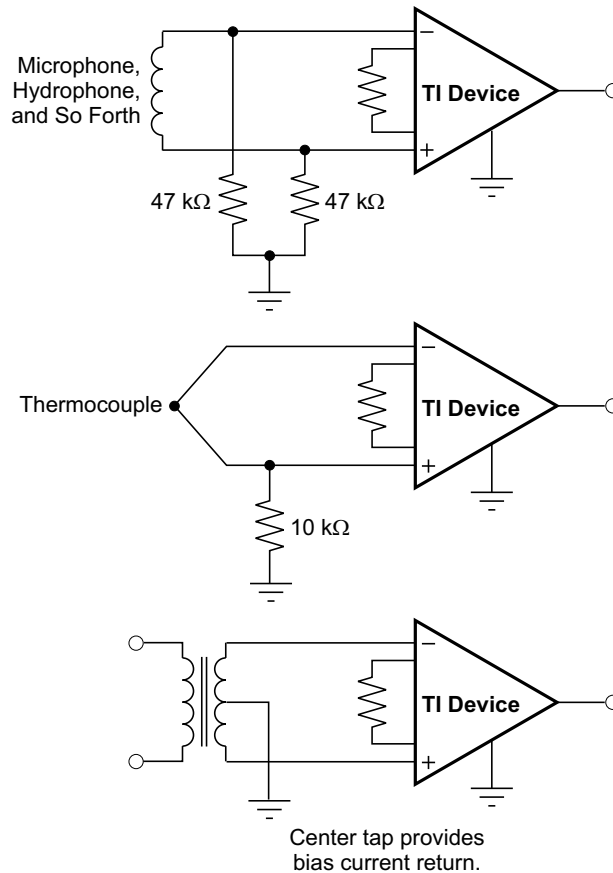 Microphone,
Hydrophone,
and So Forth
−
TI Device
+
47 kΩ
47 kΩ
Thermocouple
−
TI Device
+
10 kΩ
−
TI Device
+
Center tap provides
bias current return.